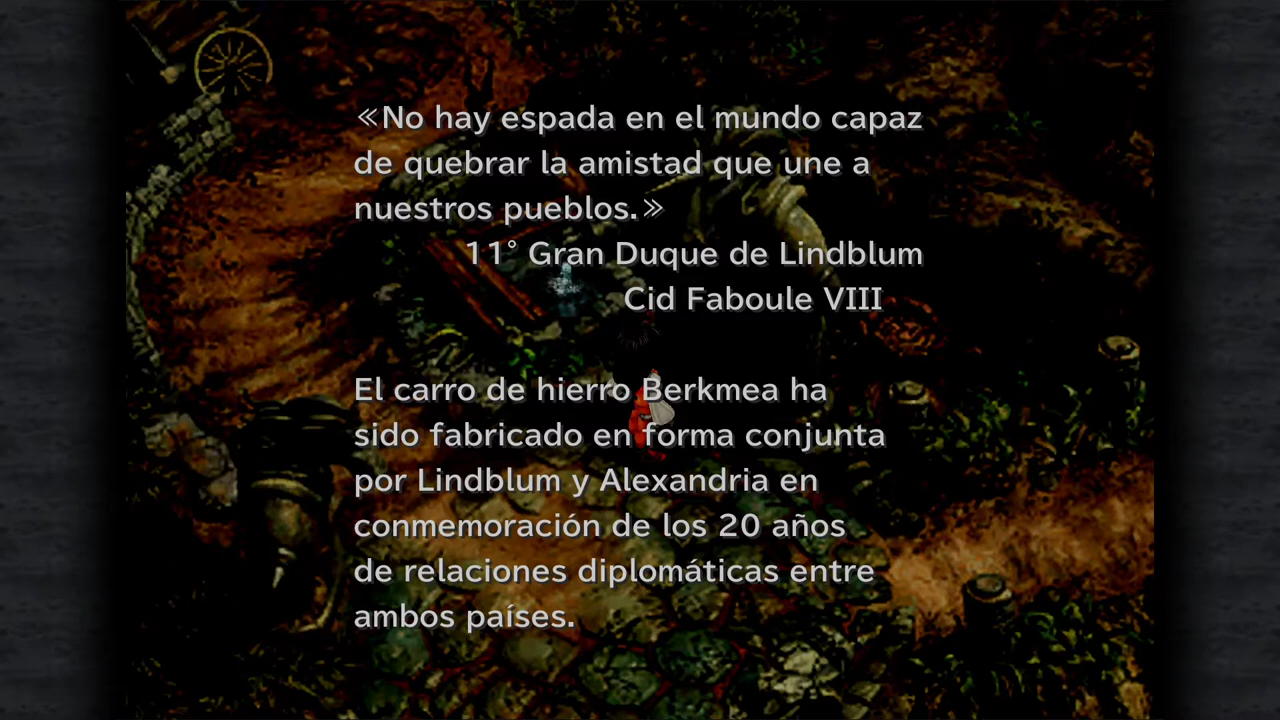 «No hay espada en el mundo capaz
de quebrar la amistad que une a
nuestros pueblos.»
11° Gran Duque de Lindblum
Cid Faboule VIII
El carro de hierro Berkmea ha
sido fabricado en forma conjunta
por Lindblum y Alexandria en
conmemoración de los 20 años
de relaciones diplomáticas entre
ambos países.